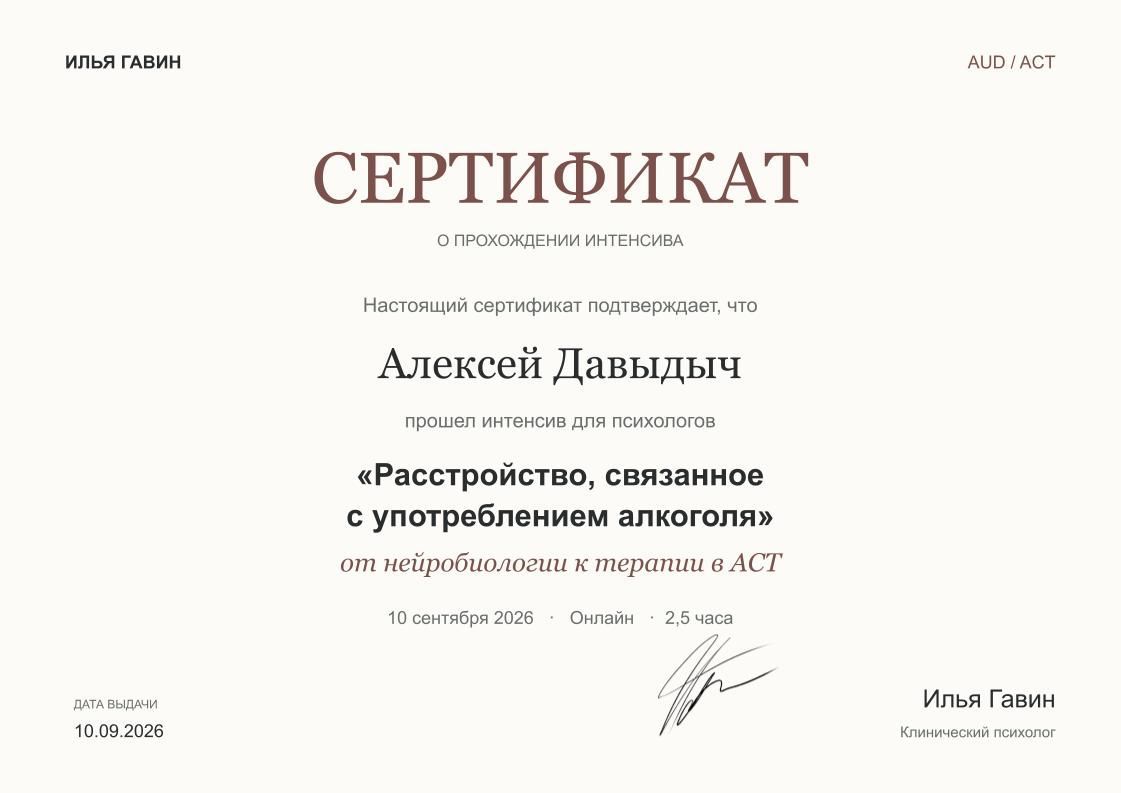 ИЛЬЯ ГАВИН
AUD / ACT
СЕРТИФИКАТ
О ПРОХОЖДЕНИИ ИНТЕНСИВА
Настоящий сертификат подтверждает, что
Алексей Давыдыч
прошел интенсив для психологов
«Расстройство, связанное
с употреблением алкоголя»
от нейробиологии к терапии в ACT
10 сентября 2026 · Онлайн · 2,5 часа
ДАТА ВЫДАЧИ
10.09.2026
Илья Гавин
Клинический психолог